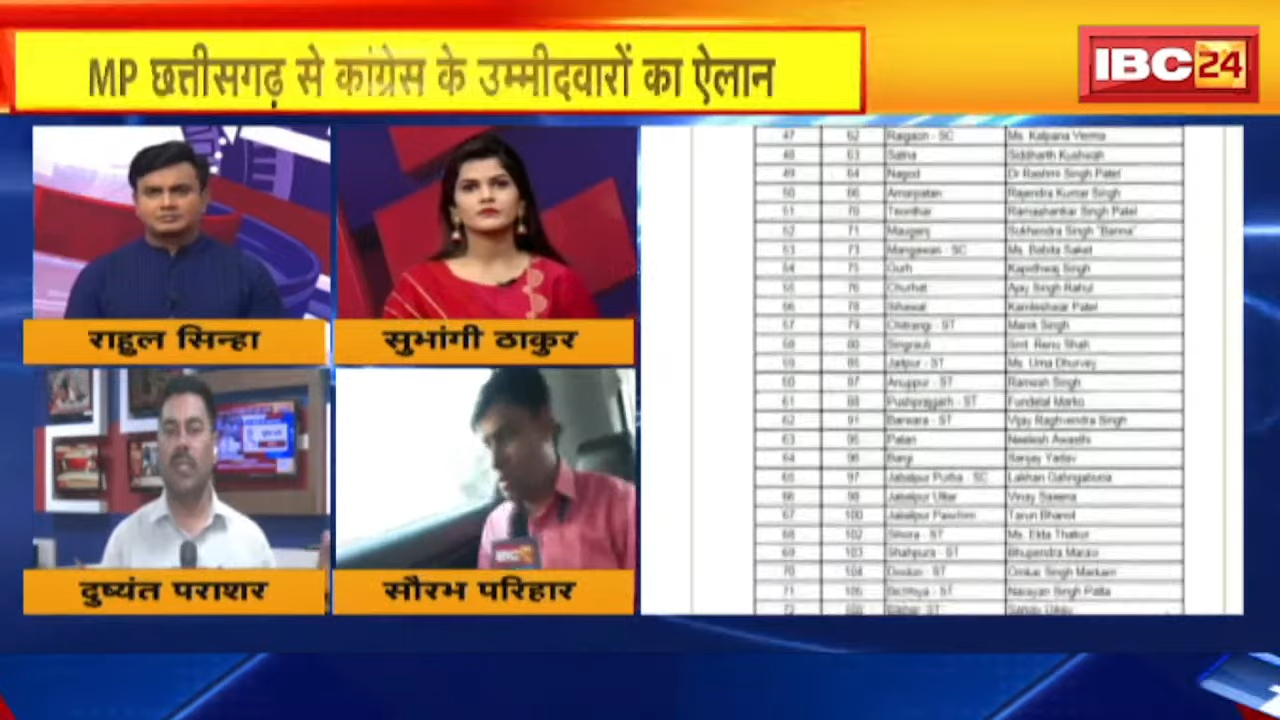 MP छत्तीसगढ़ से कांग्रेस के उम्मीदवारों का ऐलान
IBC24
राहुल सिन्हा
सुभांगी ठाकुर
दुष्यंत पराशर
सौरभ परिहार
IBC24
47 62 Raigaon - SC Ms. Kalpana Verma
48 63 Satna Siddharth Kushwah
49 64 Nagod Dr Rashmi Singh Patel
50 66 Amarpatan Rajendra Kumar Singh
51 70 Teonthar Ramashankar Singh Patel
52 71 Mauganj Sukhendra Singh "Banna"
53 73 Mangawan - SC Ms. Babita Saket
54 75 Gurh Kapidhwaj Singh
55 76 Churhat Ajay Singh Rahul
56 78 Sihawal Kamleshwar Patel
57 79 Chitrangi - ST Manik Singh
58 80 Singrauli Smt. Renu Shah
59 85 Jaitpur - ST Ms. Uma Dhurvey
60 87 Anuppur - ST Ramesh Singh
61 88 Pushprajgarh - ST Fundelal Marko
62 91 Barwara - ST Vijay Raghvendra Singh
63 95 Patan Neelesh Awasthi
64 96 Bargi Sanjay Yadav
65 97 Jabalpur Purba - SC Lakhan Ghanghoria
66 98 Jabalpur Uttar Vinay Saxena
67 100 Jabalpur Paschim Tarun Bhanot
68 102 Sihora - ST Ms. Ekta Thakur
69 103 Shahpura - ST Bhupendra Maravi
70 104 Dindori - ST Omkar Singh Markam
71 105 Bichhiya - ST Narayan Singh Patta
72 ST